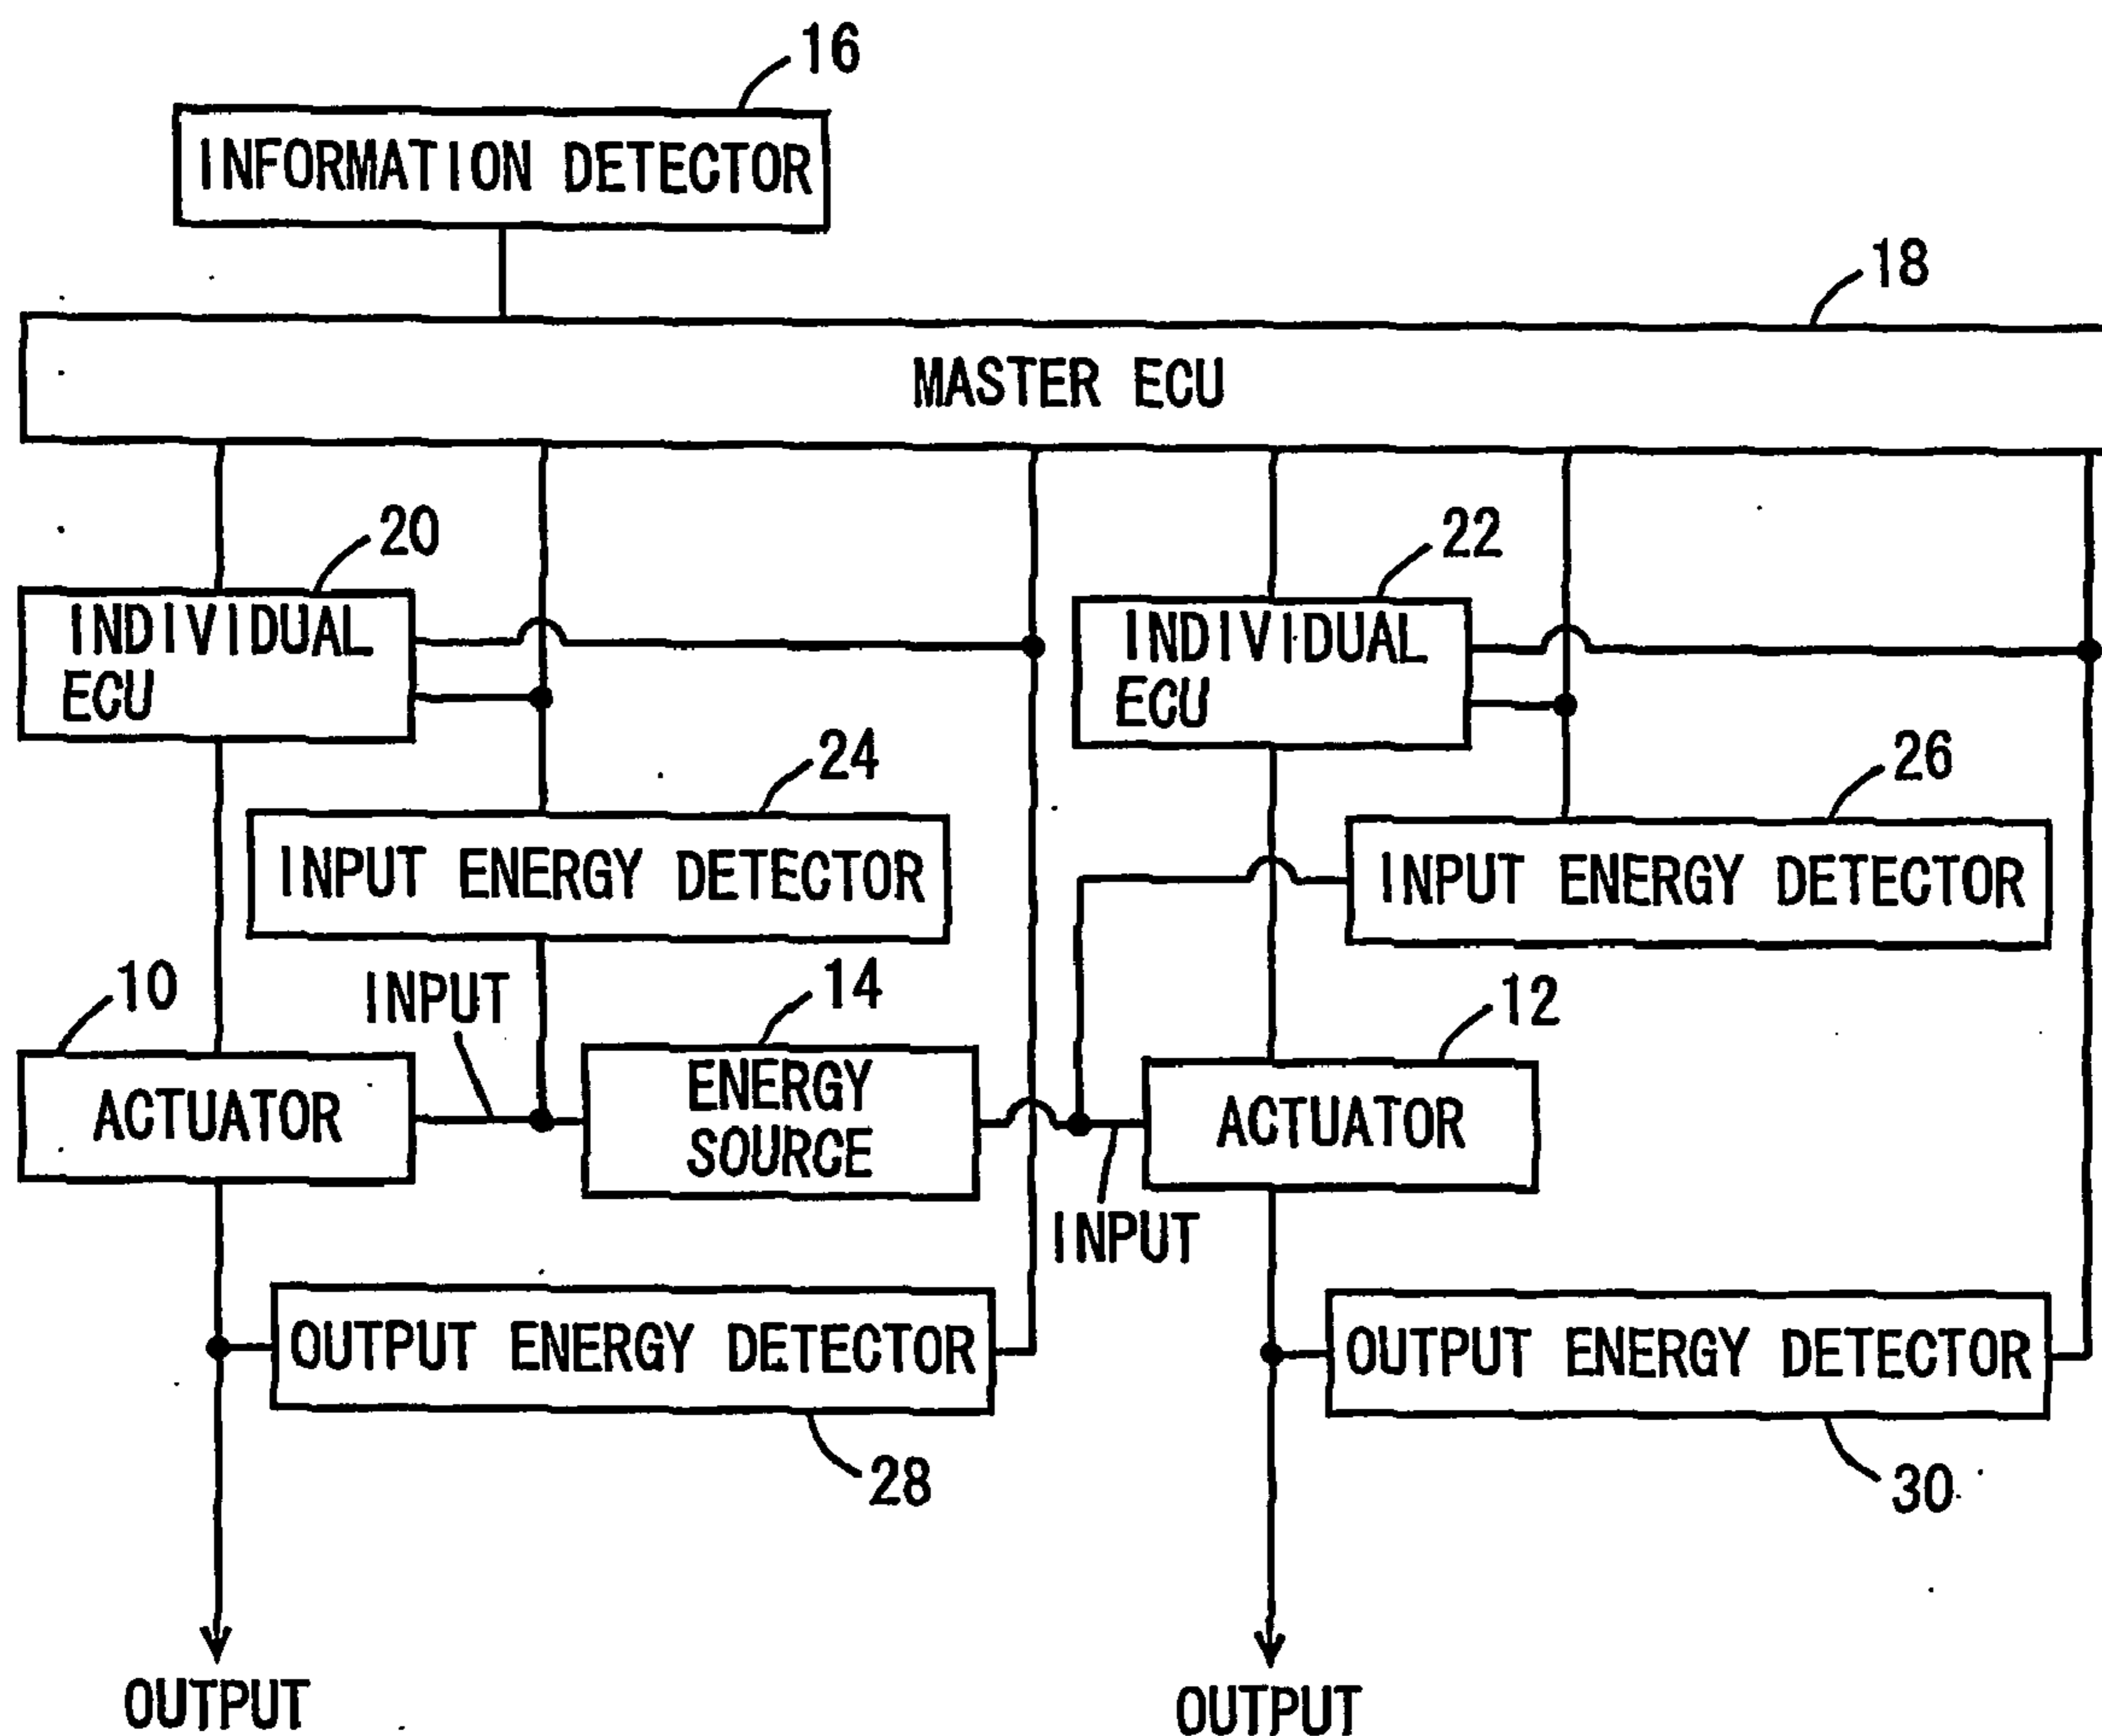 16
INFORMATION DETECTOR
18
MASTER ECU
20
22
INDIVIDUAL
ECU
INDIVIDUAL
ECU
24
26
INPUT ENERGY DETECTOR
INPUT ENERGY DETECTOR
10
INPUT
14
12
ACTUATOR
ENERGY
SOURCE
ACTUATOR
INPUT
OUTPUT ENERGY DETECTOR
OUTPUT ENERGY DETECTOR
28
30
OUTPUT
OUTPUT